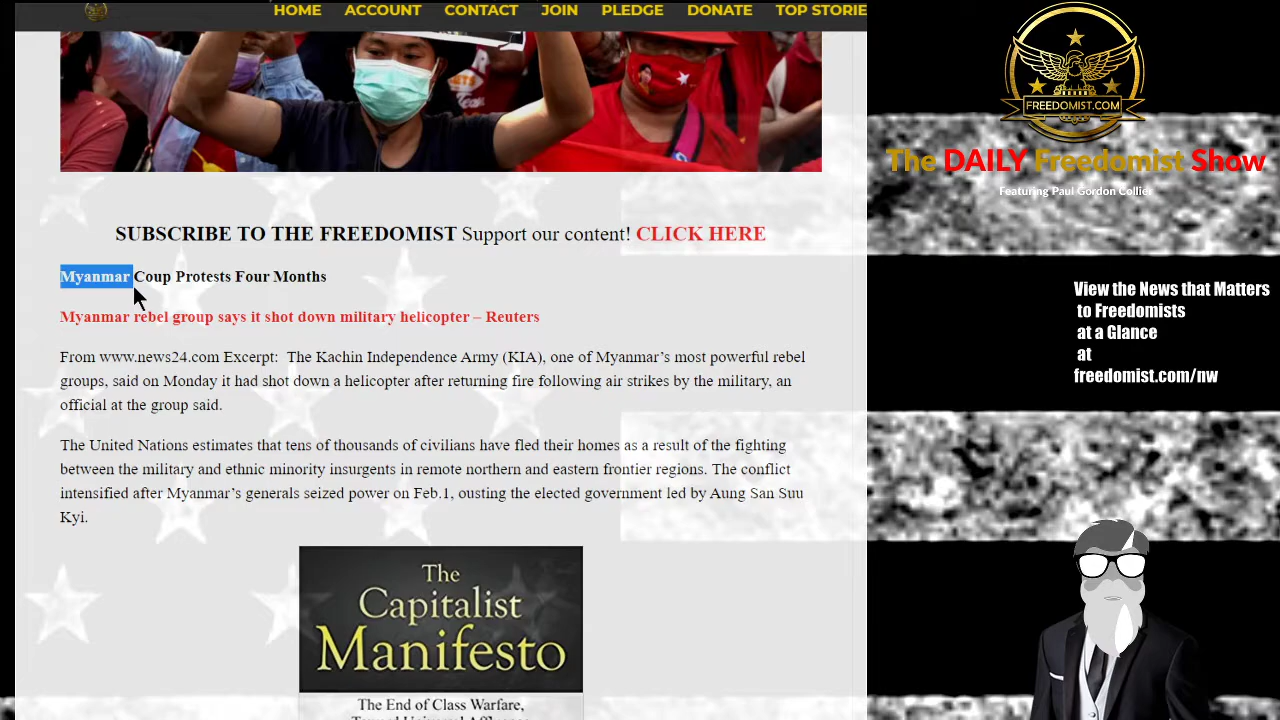 HOME ACCOUNT CONTACT JOIN PLEDGE DONATE TOP STORIE
SUBSCRIBE TO THE FREEDOMIST Support our content! CLICK HERE
Myanmar Coup Protests Four Months
Myanmar rebel group says it shot down military helicopter – Reuters
From www.news24.com Excerpt: The Kachin Independence Army (KIA), one of Myanmar’s most powerful rebel
groups, said on Monday it had shot down a helicopter after returning fire following air strikes by the military, an
official at the group said.
The United Nations estimates that tens of thousands of civilians have fled their homes as a result of the fighting
between the military and ethnic minority insurgents in remote northern and eastern frontier regions. The conflict
intensified after Myanmar’s generals seized power on Feb.1, ousting the elected government led by Aung San Suu
Kyi.
The
Capitalist
Manifesto
The End of Class Warfare,
FREEDOMIST.COM
The DAILY Freedomist Show
Featuring Paul Gordon Collier
View the News that Matters
to Freedomists
at a Glance
at
freedomist.com/nw